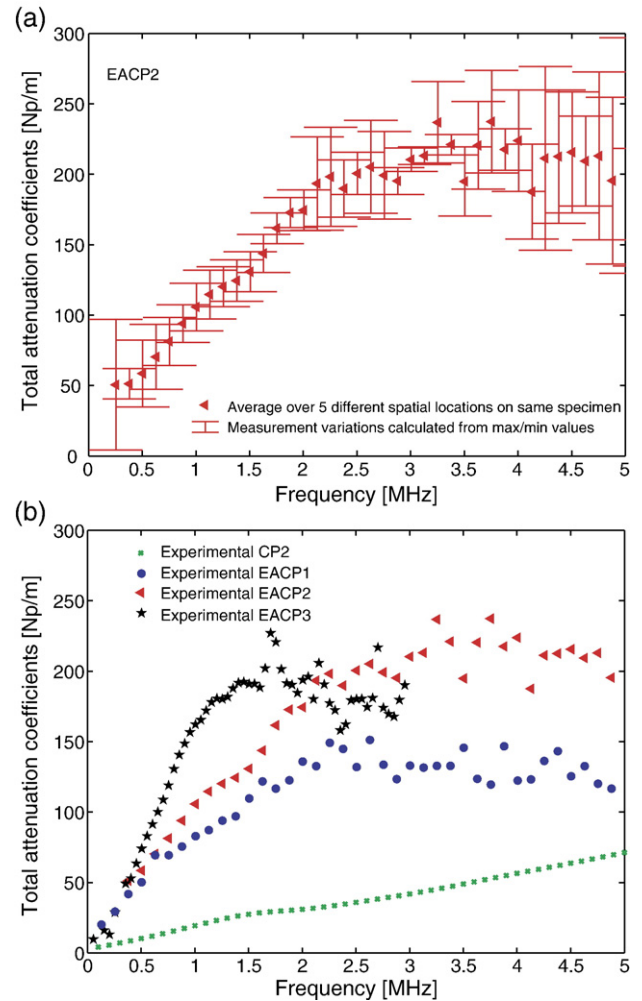 (a)
300
250
200
150
100
50
0
Total attenuation coefficients [Np/m]
EACP2
Average over 5 different spatial locations on same specimen
Measurement variations calculated from max/min values
0 0.5 1 1.5 2 2.5 3 3.5 4 4.5 5
Frequency [MHz]
(b)
300
250
200
150
100
50
0
Total attenuation coefficients [Np/m]
Experimental CP2
Experimental EACP1
Experimental EACP2
Experimental EACP3
0 0.5 1 1.5 2 2.5 3 3.5 4 4.5 5
Frequency [MHz]